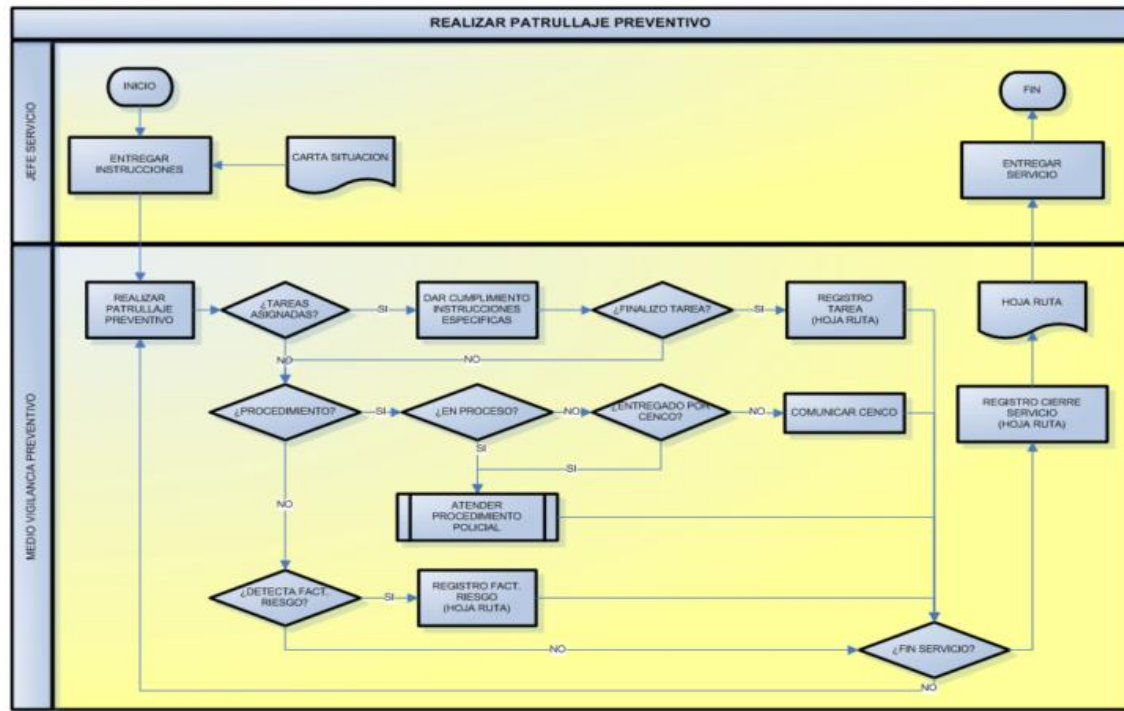 REALIZAR PATRULLAJE PREVENTIVO
JEFE SERVICIO
INICIO
FIN
ENTREGAR
INSTRUCCIONES
CARTA SITUACION
ENTREGAR
SERVICIO
MEDIO VIGILANCIA PREVENTIVO
REALIZAR
PATRULLAJE
PREVENTIVO
¿TAREAS
ASIGNADAS?
SI
DAR CUMPLIMIENTO
INSTRUCCIONES
ESPECIFICAS
¿FINALIZO TAREA?
SI
REGISTRO
TAREA
(HOJA RUTA)
HOJA RUTA
NO
NO
¿PROCEDIMIENTO?
SI
¿EN PROCESO?
NO
¿ENTREGADO POR
CENCO?
NO
COMUNICAR CENCO
REGISTRO CIERRE
SERVICIO
(HOJA RUTA)
SI
SI
NO
ATENDER
PROCEDIMIENTO
POLICIAL
¿DETECTA FACT.
RIESGO?
SI
REGISTRO FACT.
RIESGO
(HOJA RUTA)
NO
¿FIN SERVICIO?
NO